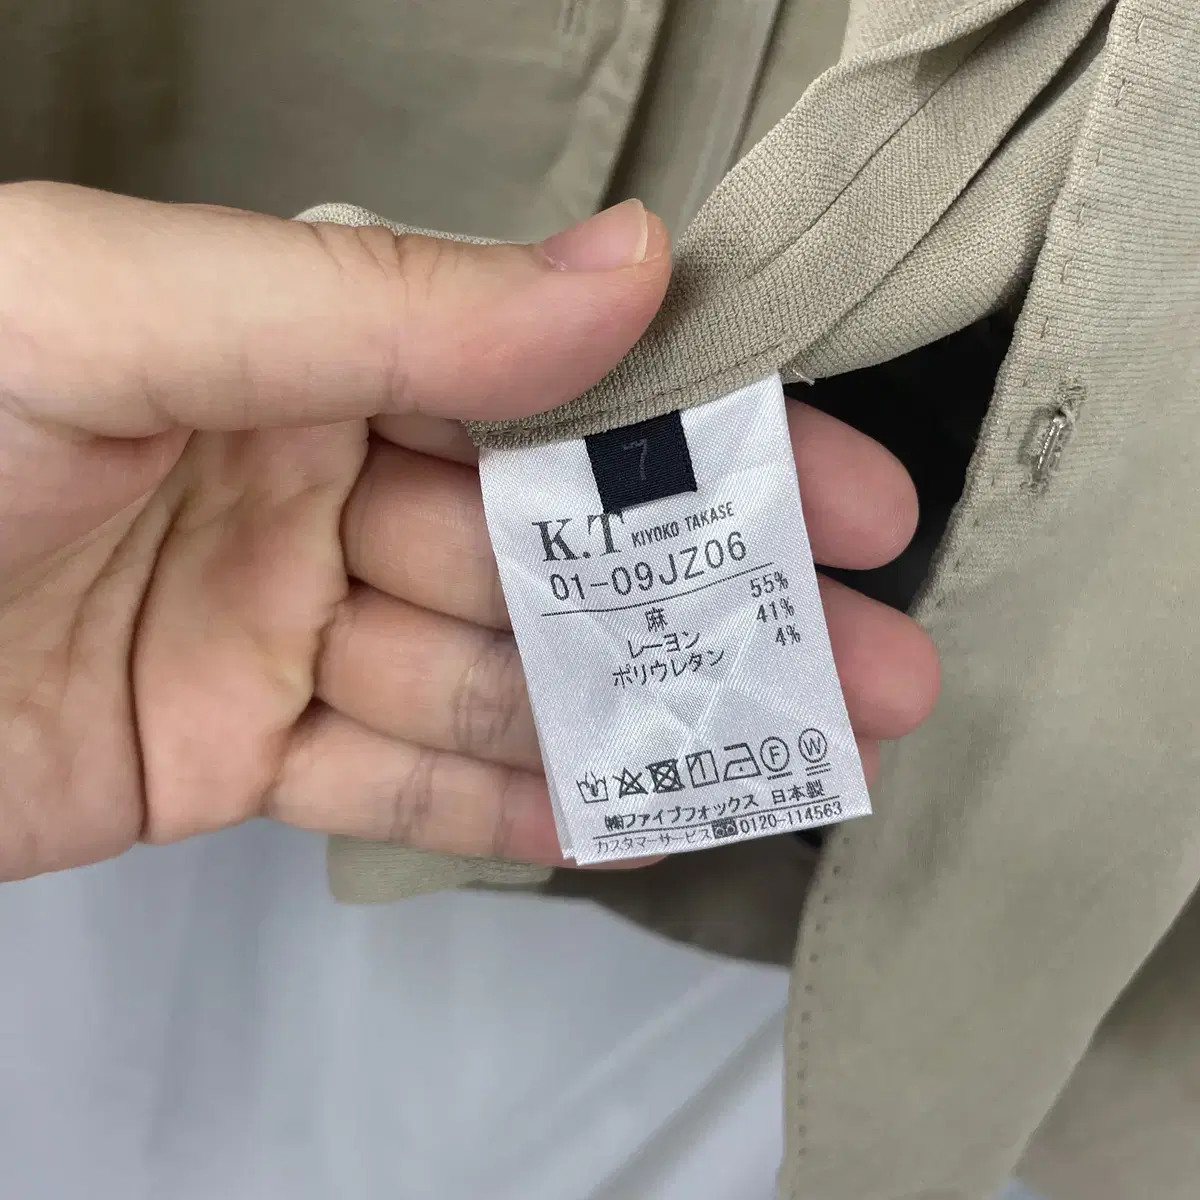 7
K.T KIYOKO TAKASE
01-09JZ06
麻 55%
レーヨン 41%
ポリウレタン 4%
F W
㈱ファイブフォックス 日本製
カスタマーサービス 0120-114563